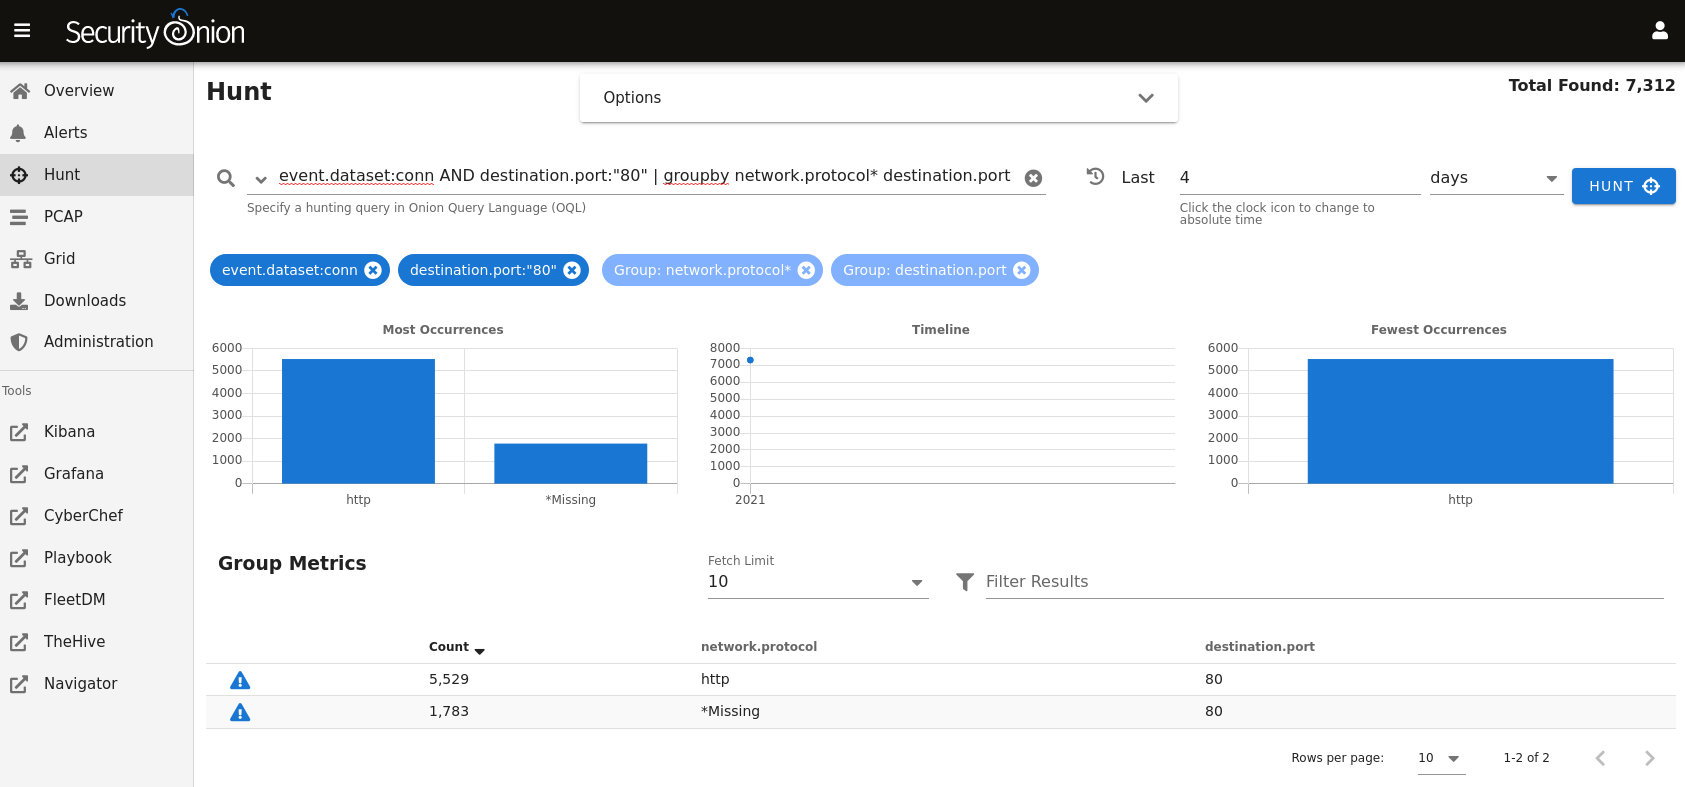 Security Onion
Overview
Alerts
Hunt
PCAP
Grid
Downloads
Administration
Tools
Kibana
Grafana
CyberChef
Playbook
FleetDM
TheHive
Navigator
Hunt
Options
Total Found: 7,312
event.dataset:conn AND destination.port:"80" | groupby network.protocol* destination.port
Specify a hunting query in Onion Query Language (OQL)
Last 4 days
Click the clock icon to change to
absolute time
HUNT
event.dataset:conn destination.port:"80" Group: network.protocol* Group: destination.port
Most Occurrences
6000
5000
4000
3000
2000
1000
0
http *Missing
Timeline
8000
7000
6000
5000
4000
3000
2000
1000
0
2021
Fewest Occurrences
6000
5000
4000
3000
2000
1000
0
http
Group Metrics
Fetch Limit
10
Filter Results
Count network.protocol destination.port
5,529 http 80
1,783 *Missing 80
Rows per page: 10 1-2 of 2